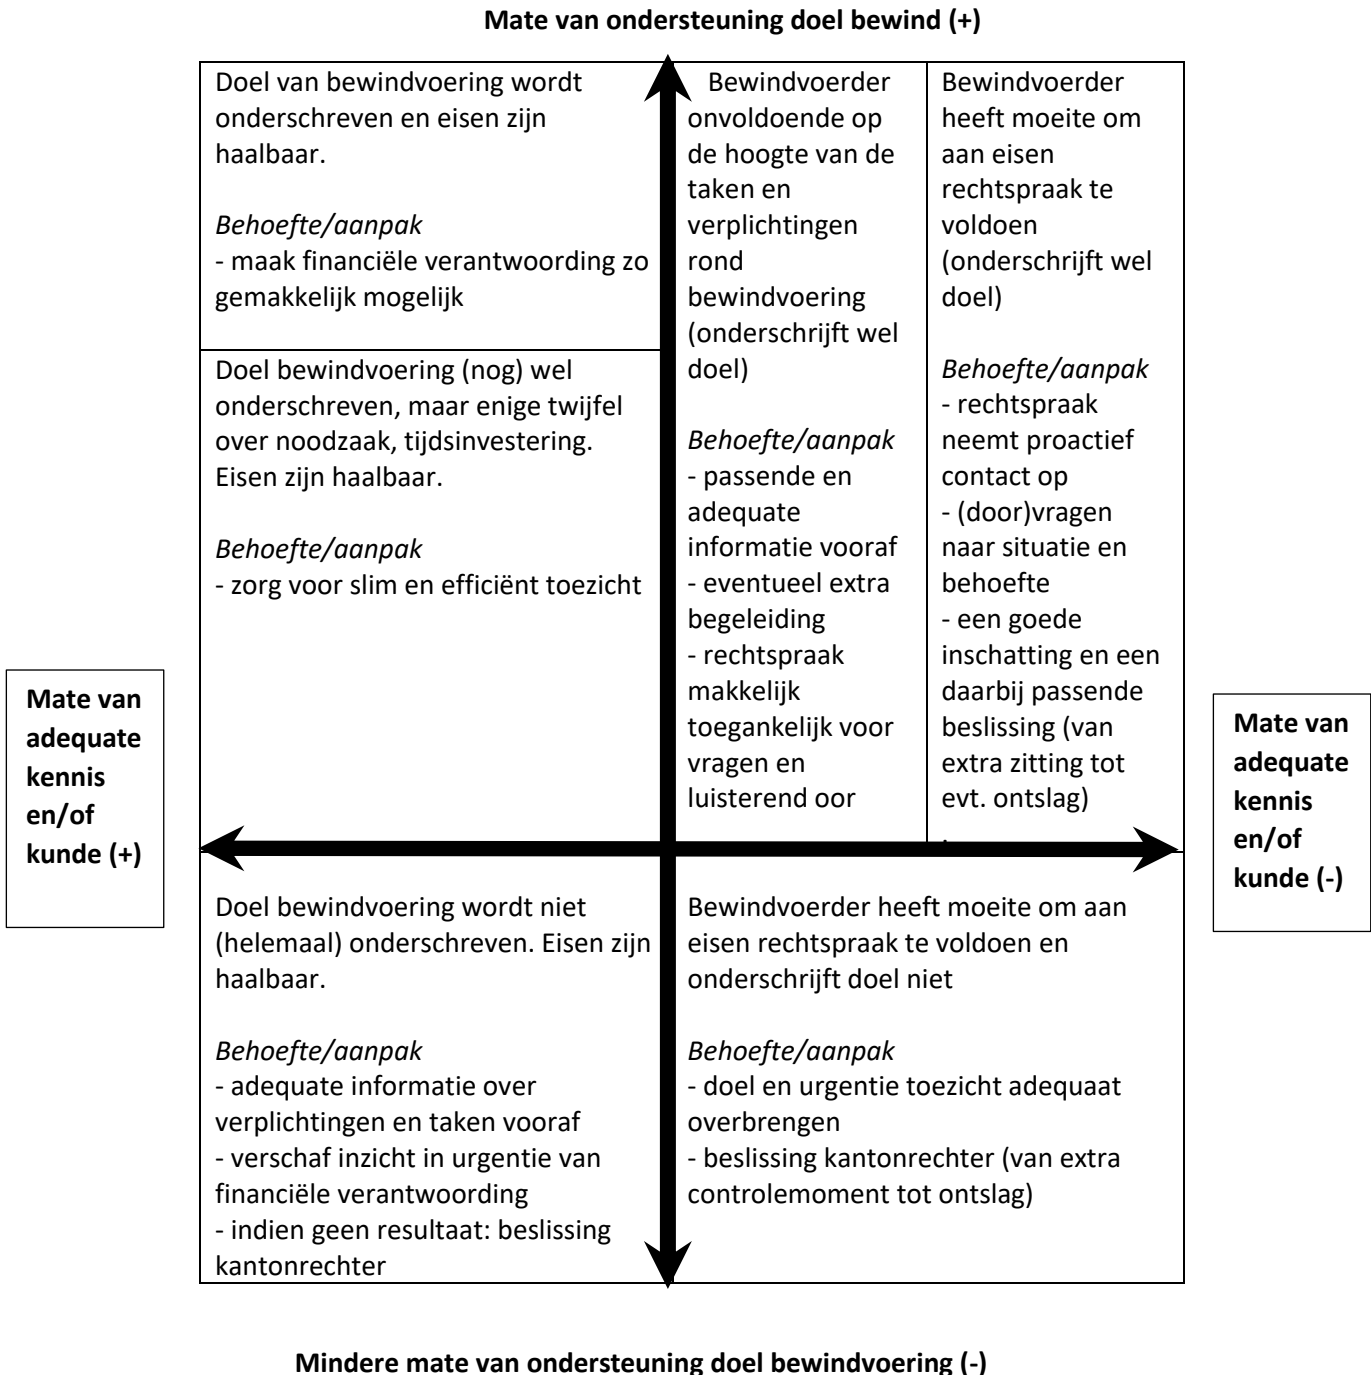 Mate van ondersteuning doel bewind (+)
Doel van bewindvoering wordt
onderschreven en eisen zijn
haalbaar.
Behoefte/aanpak
- maak financiële verantwoording zo
gemakkelijk mogelijk
Doel bewindvoering (nog) wel
onderschreven, maar enige twijfel
over noodzaak, tijdsinvestering.
Eisen zijn haalbaar.
Behoefte/aanpak
- zorg voor slim en efficiënt toezicht
Bewindvoerder
onvoldoende op
de hoogte van de
taken en
verplichtingen
rond
bewindvoering
(onderschrijft wel
doel)
Behoefte/aanpak
- passende en
adequate
informatie vooraf
- eventueel extra
begeleiding
- rechtspraak
makkelijk
toegankelijk voor
vragen en
luisterend oor
Bewindvoerder
heeft moeite om
aan eisen
rechtspraak te
voldoen
(onderschrijft wel
doel)
Behoefte/aanpak
- rechtspraak
neemt proactief
contact op
- (door)vragen
naar situatie en
behoefte
- een goede
inschatting en een
daarbij passende
beslissing (van
extra zitting tot
evt. ontslag)
Mate van
adequate
kennis
en/of
kunde (+)
Mate van
adequate
kennis
en/of
kunde (-)
Doel bewindvoering wordt niet
(helemaal) onderschreven. Eisen zijn
haalbaar.
Behoefte/aanpak
- adequate informatie over
verplichtingen en taken vooraf
- verschaf inzicht in urgentie van
financiële verantwoording
- indien geen resultaat: beslissing
kantonrechter
Bewindvoerder heeft moeite om aan
eisen rechtspraak te voldoen en
onderschrijft doel niet
Behoefte/aanpak
- doel en urgentie toezicht adequaat
overbrengen
- beslissing kantonrechter (van extra
controlemoment tot ontslag)
Mindere mate van ondersteuning doel bewindvoering (-)